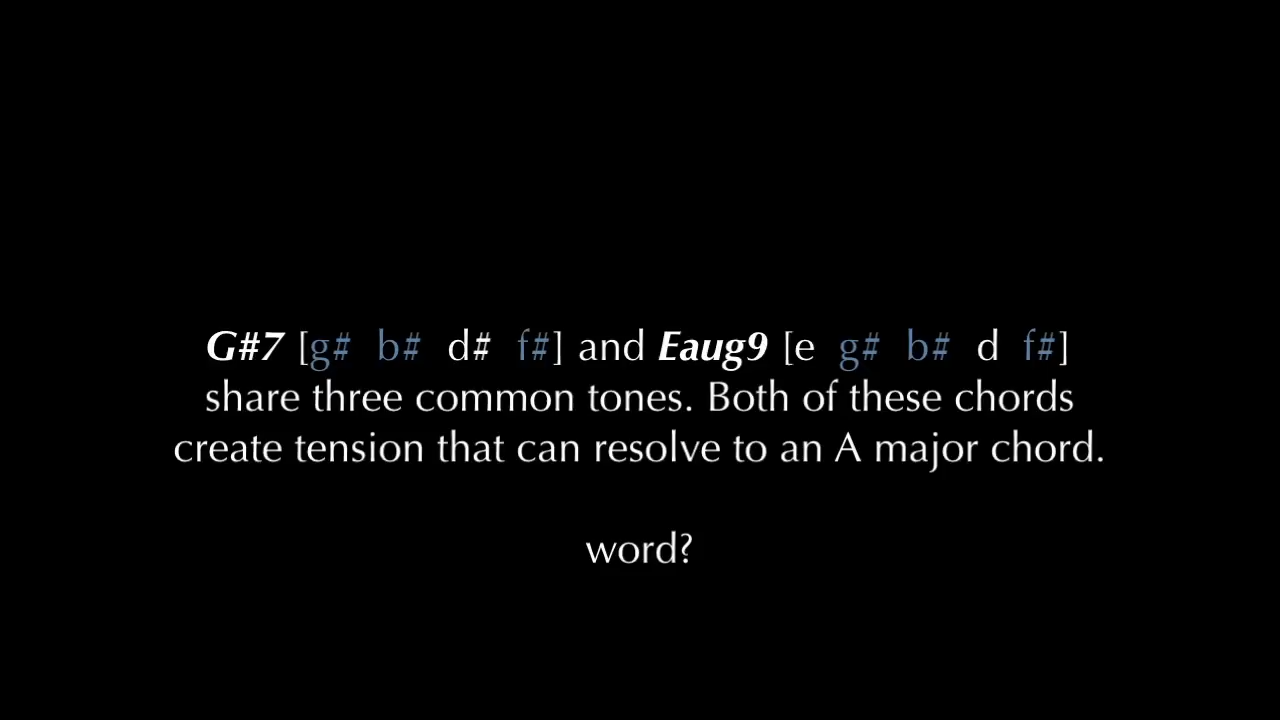 G#7 [g# b# d# f#] and Eaug9 [e g# b# d f#]
share three common tones. Both of these chords
create tension that can resolve to an A major chord.
word?